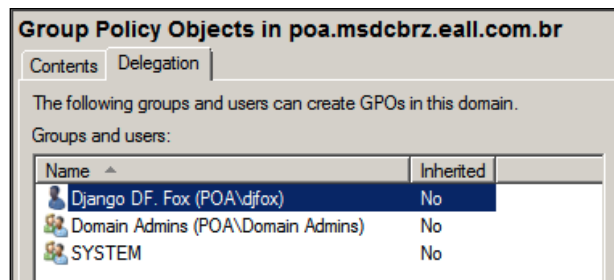 Group Policy Objects in poa.msdcbrz.eall.com.br
Contents Delegation
The following groups and users can create GPOs in this domain.
Groups and users:
Name Inherited
Django DF. Fox (POA\djfox) No
Domain Admins (POA\Domain Admins) No
SYSTEM No